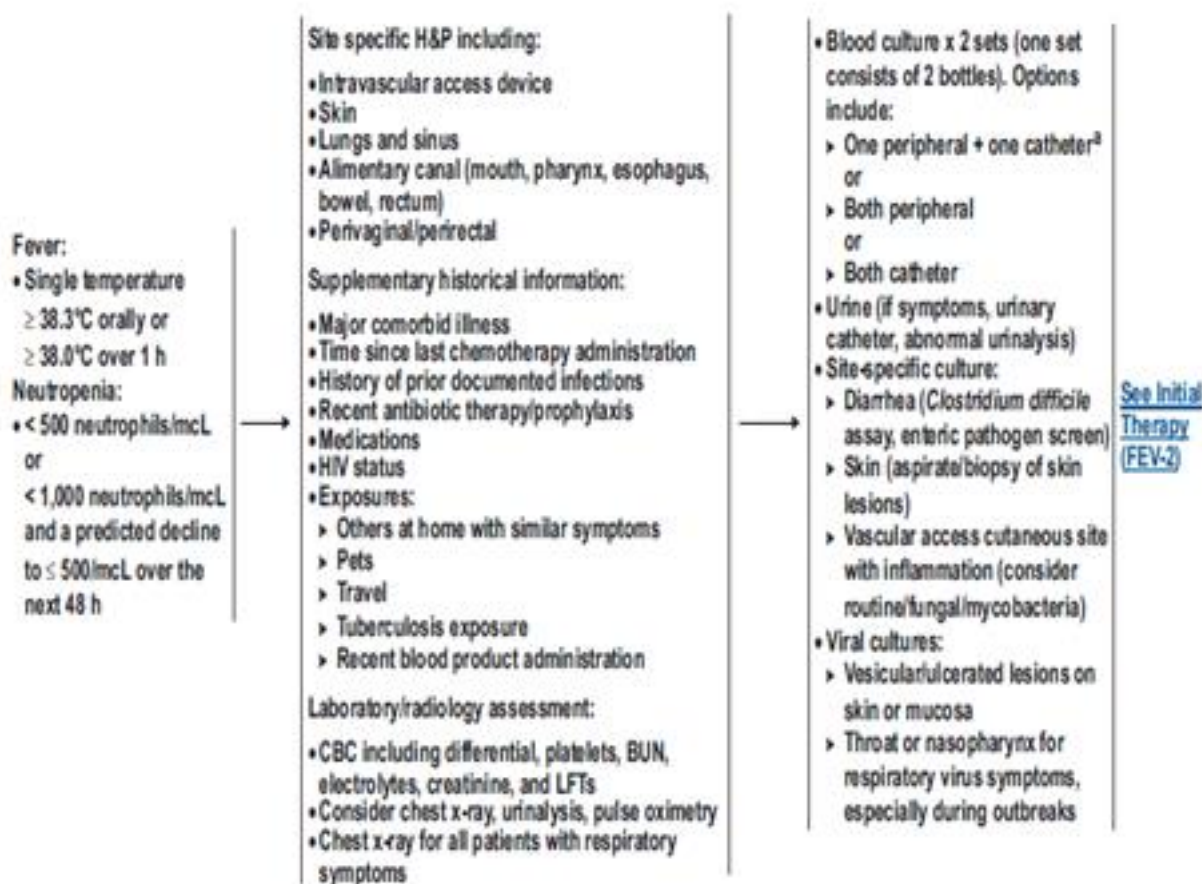 Fever:
• Single temperature
≥ 38.3°C orally or
≥ 38.0°C over 1 h
Neutropenia:
• < 500 neutrophils/mcL
or
< 1,000 neutrophils/mcL
and a predicted decline
to ≤ 500/mcL over the
next 48 h
Site specific H&P including:
• Intravascular access device
• Skin
• Lungs and sinus
• Alimentary canal (mouth, pharynx, esophagus,
bowel, rectum)
• Perivaginal/perirectal
Supplementary historical information:
• Major comorbid illness
• Time since last chemotherapy administration
• History of prior documented infections
• Recent antibiotic therapy/prophylaxis
• Medications
• HIV status
• Exposures:
➤ Others at home with similar symptoms
➤ Pets
➤ Travel
➤ Tuberculosis exposure
➤ Recent blood product administration
Laboratory/radiology assessment:
• CBC including differential, platelets, BUN,
electrolytes, creatinine, and LFTs
• Consider chest x-ray, urinalysis, pulse oximetry
• Chest x-ray for all patients with respiratory
symptoms
• Blood culture x 2 sets (one set
consists of 2 bottles). Options
include:
➤ One peripheral + one catheterᵃ
or
➤ Both peripheral
or
➤ Both catheter
• Urine (if symptoms, urinary
catheter, abnormal urinalysis)
• Site-specific culture:
➤ Diarrhea (Clostridium difficile
assay, enteric pathogen screen)
➤ Skin (aspirate/biopsy of skin
lesions)
➤ Vascular access cutaneous site
with inflammation (consider
routine/fungal/mycobacteria)
• Viral cultures:
➤ Vesicular/ulcerated lesions on
skin or mucosa
➤ Throat or nasopharynx for
respiratory virus symptoms,
especially during outbreaks
See Initial
Therapy
(FEV-2)